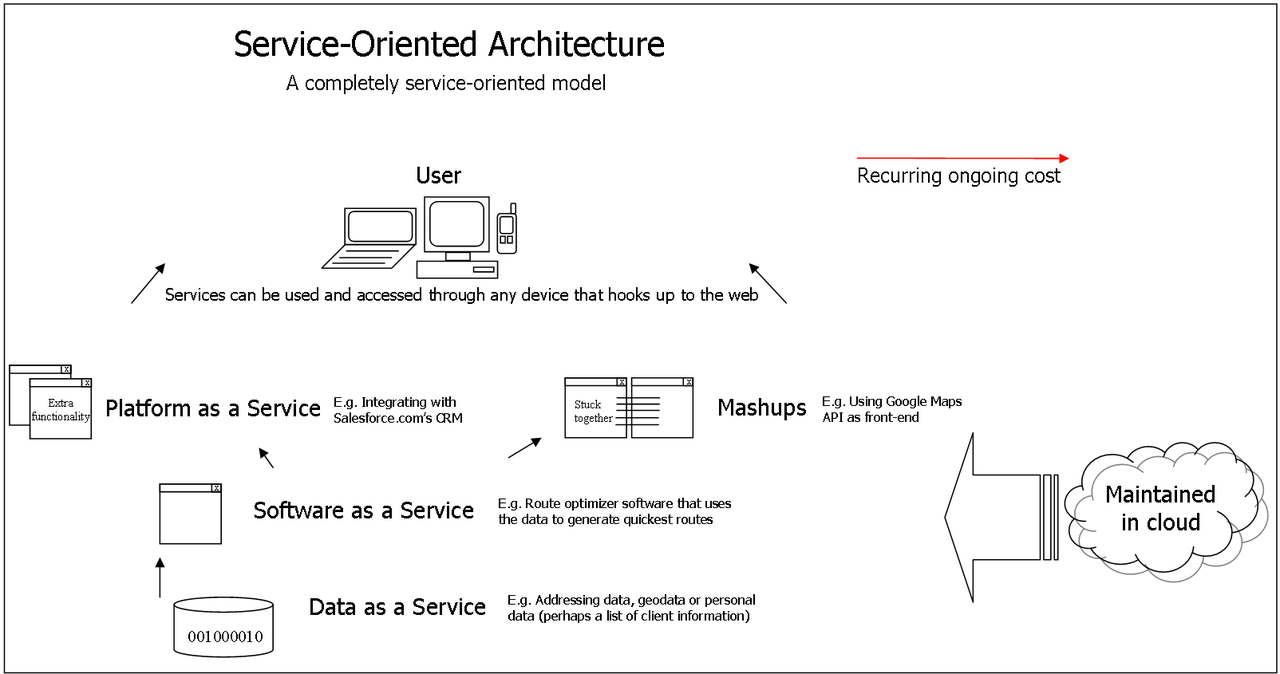 Service-Oriented Architecture
A completely service-oriented model
User
Recurring ongoing cost
Services can be used and accessed through any device that hooks up to the web
X
X
Extra
functionality
Platform as a Service
E.g. Integrating with
Salesforce.com's CRM
X
X
Stuck
together
Mashups
E.g. Using Google Maps
API as front-end
X
Software as a Service
E.g. Route optimizer software that uses
the data to generate quickest routes
Maintained
in cloud
001000010
Data as a Service
E.g. Addressing data, geodata or personal
data (perhaps a list of client information)